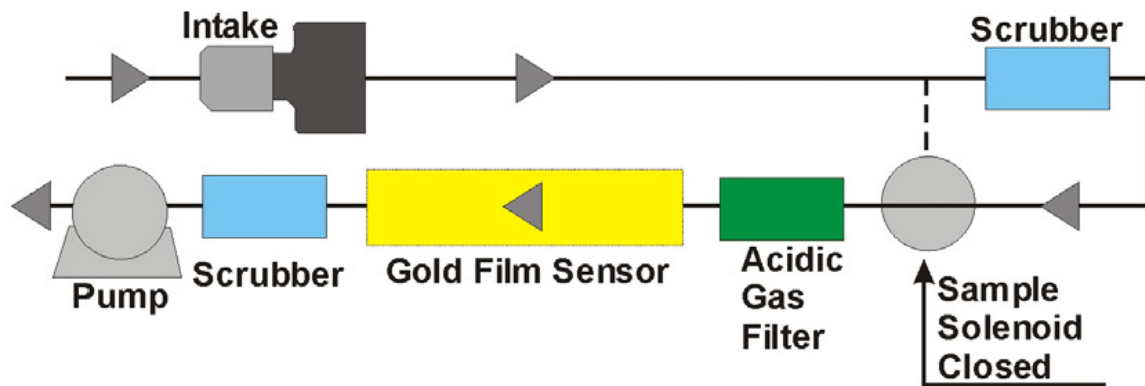 Intake
Scrubber
Pump
Scrubber
Gold Film Sensor
Acidic
Gas
Filter
Sample
Solenoid
Closed